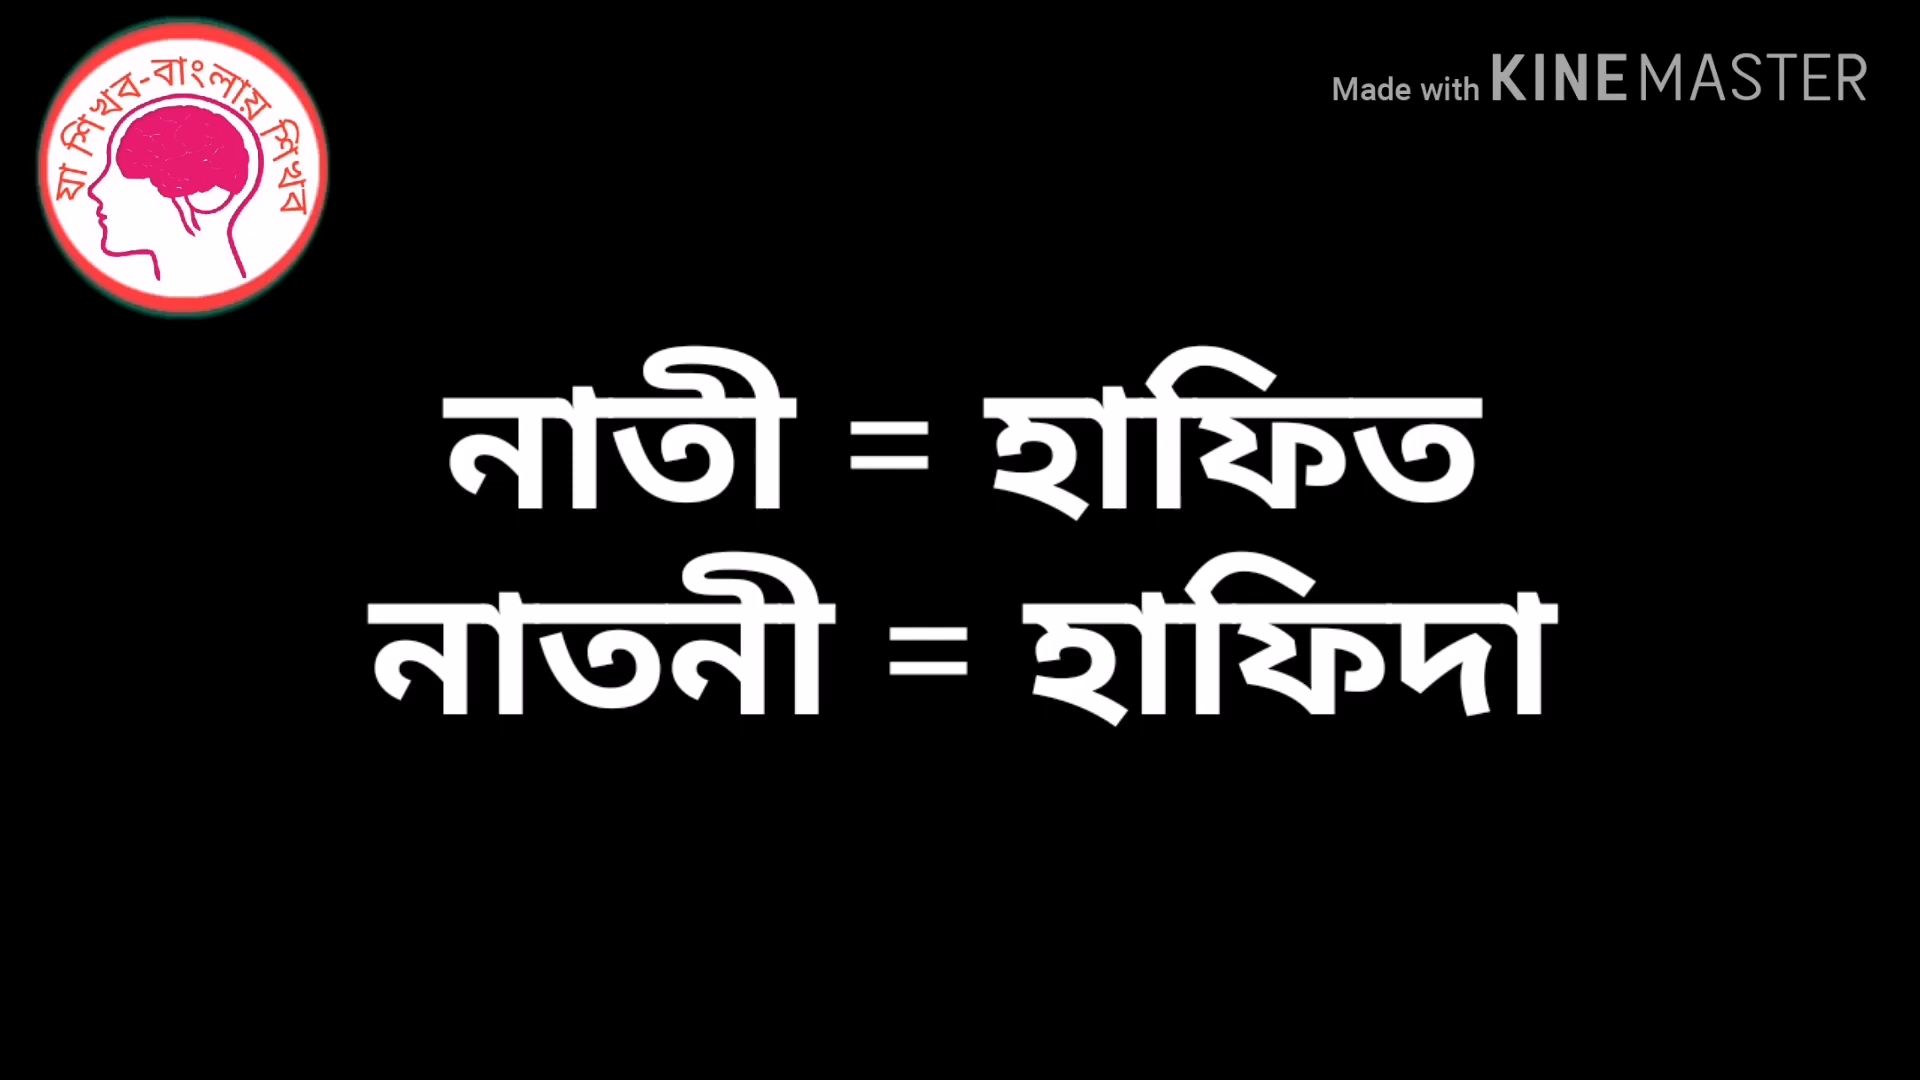 যা শিখব-বাংলায় শিখব
Made with KINEMASTER
নাতী = হাফিত
নাতনী = হাফিদা